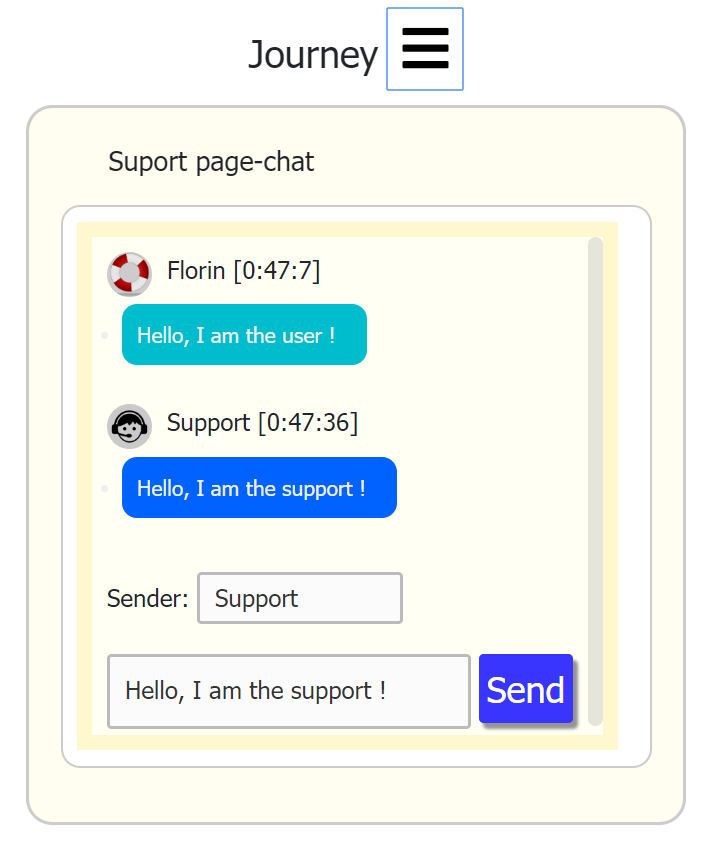 Journey
Suport page-chat
Florin [0:47:7]
Hello, I am the user !
Support [0:47:36]
Hello, I am the support !
Sender: Support
Hello, I am the support ! Send